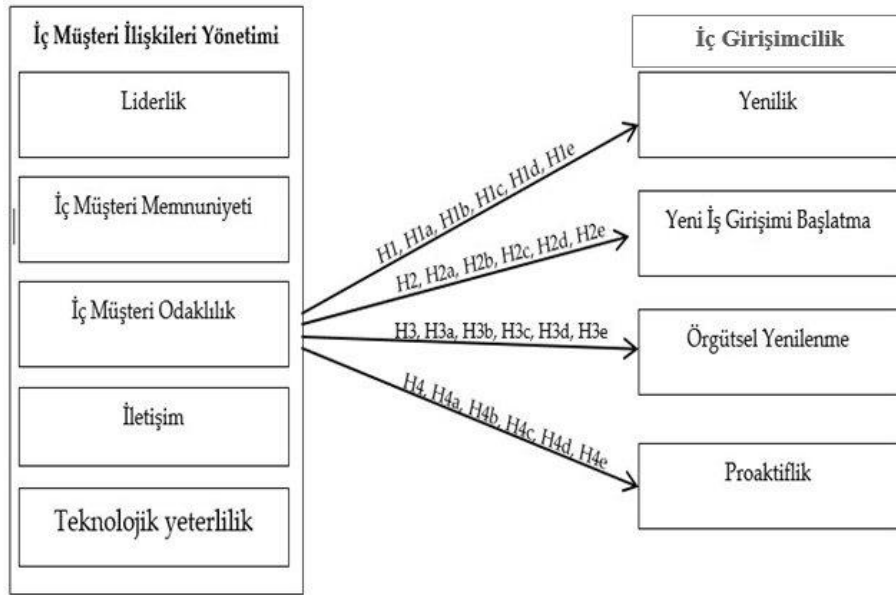 İç Müşteri İlişkileri Yönetimi
Liderlik
İç Müşteri Memnuniyeti
İç Müşteri Odaklılık
İletişim
Teknolojik yeterlilik
H1, H1a, H1b, H1c, H1d, H1e
H2, H2a, H2b, H2c, H2d, H2e
H3, H3a, H3b, H3c, H3d, H3e
H4, H4a, H4b, H4c, H4d, H4e
İç Girişimcilik
Yenilik
Yeni İş Girişimi Başlatma
Örgütsel Yenilenme
Proaktiflik